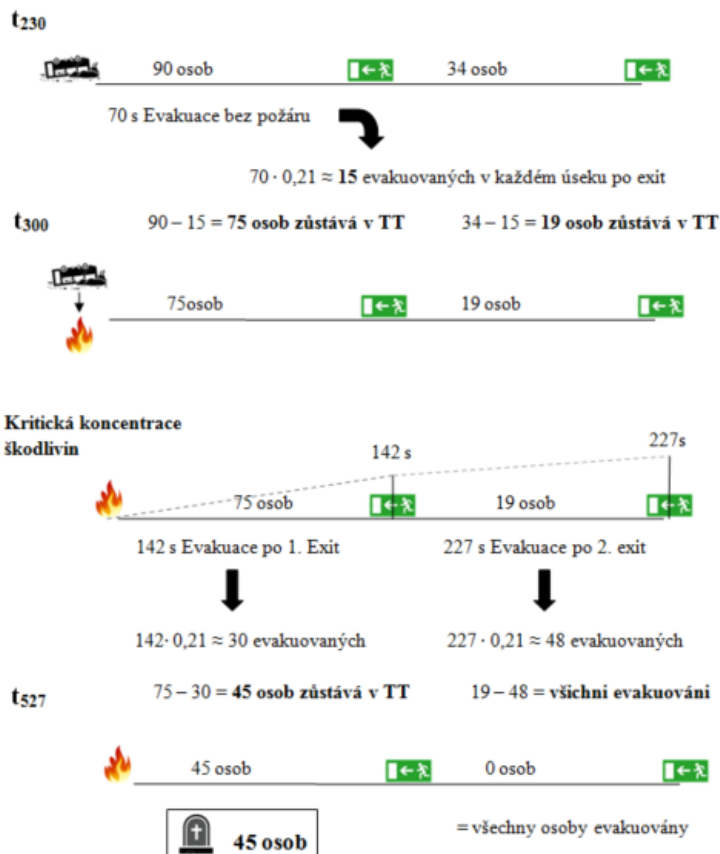 t230
90 osob 34 osob
70 s Evakuace bez požáru
70 · 0,21 ≈ 15 evakuovaných v každém úseku po exit
t300 90 – 15 = 75 osob zůstává v TT 34 – 15 = 19 osob zůstává v TT
75osob 19 osob
Kritická koncentrace
škodlivin
142 s 227s
75 osob 19 osob
142 s Evakuace po 1. Exit 227 s Evakuace po 2. exit
142· 0,21 ≈ 30 evakuovaných 227 · 0,21 ≈ 48 evakuovaných
t527 75 – 30 = 45 osob zůstává v TT 19 – 48 = všichni evakuováni
45 osob 0 osob
45 osob = všechny osoby evakuovány